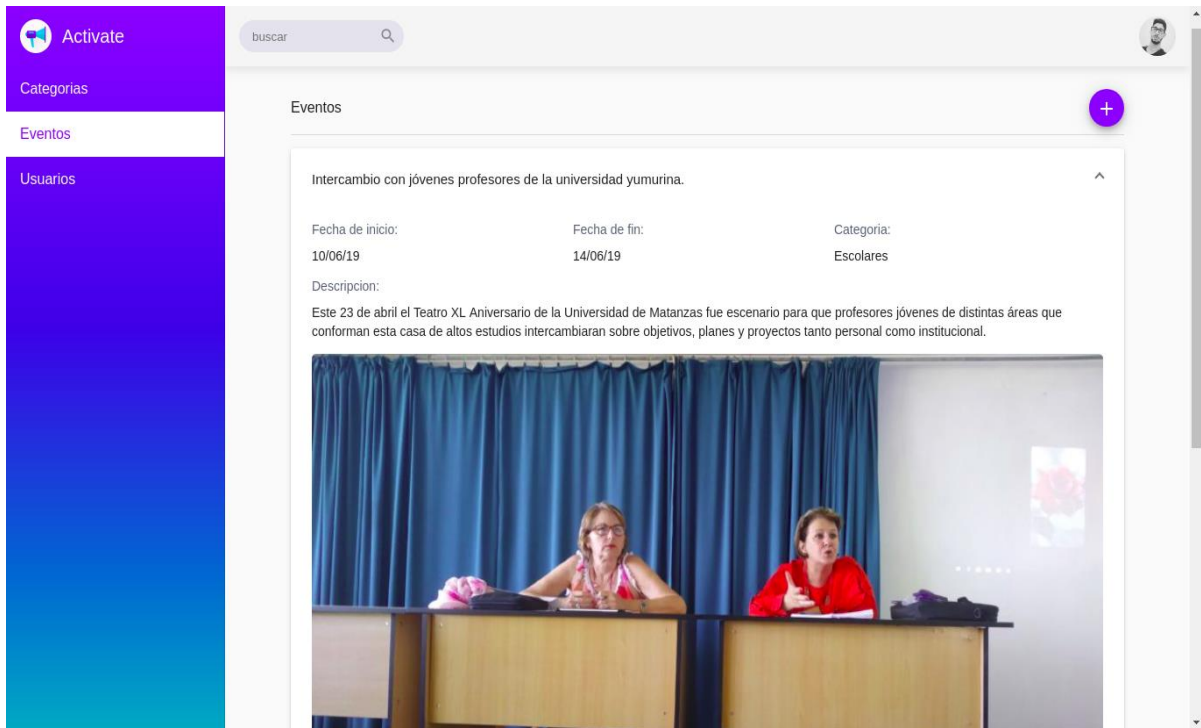 Activate
buscar
Categorias
Eventos
Usuarios
Eventos
Intercambio con jóvenes profesores de la universidad yumurina.
Fecha de inicio:
Fecha de fin:
Categoria:
10/06/19
14/06/19
Escolares
Descripcion:
Este 23 de abril el Teatro XL Aniversario de la Universidad de Matanzas fue escenario para que profesores jóvenes de distintas áreas que
conforman esta casa de altos estudios intercambiaran sobre objetivos, planes y proyectos tanto personal como institucional.